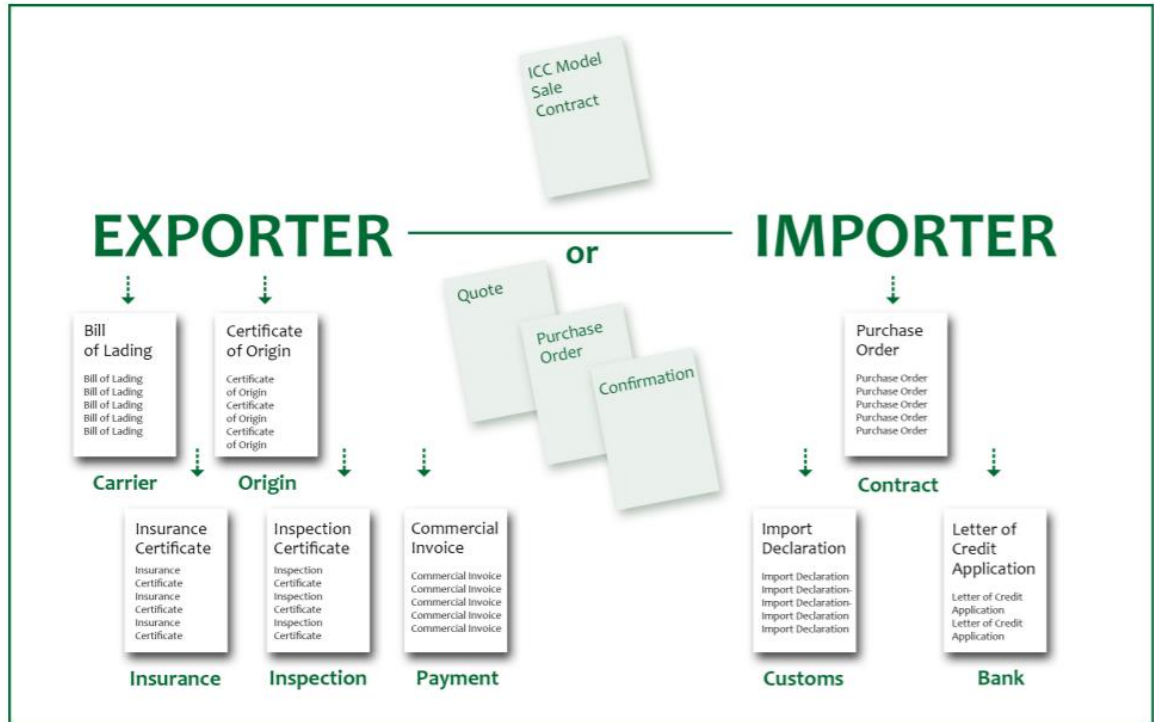 ICC Model
Sale
Contract
EXPORTER
or
IMPORTER
Quote
Purchase
Order
Confirmation
Bill
of Lading
Bill of Lading
Bill of Lading
Bill of Lading
Bill of Lading
Bill of Lading
Carrier
Certificate
of Origin
Certificate
of Origin
Certificate
of Origin
Certificate
of Origin
Origin
Purchase
Order
Purchase Order
Purchase Order
Purchase Order
Purchase Order
Purchase Order
Contract
Insurance
Certificate
Insurance
Certificate
Insurance
Certificate
Insurance
Certificate
Insurance
Inspection
Certificate
Inspection
Certificate
Inspection
Certificate
Inspection
Certificate
Inspection
Commercial
Invoice
Commercial Invoice
Commercial Invoice
Commercial Invoice
Commercial Invoice
Commercial Invoice
Payment
Import
Declaration
Import Declaration
Import Declaration-
Import Declaration-
Import Declaration
Import Declaration
Customs
Letter of
Credit
Application
Letter of Credit
Application
Letter of Credit
Application
Bank